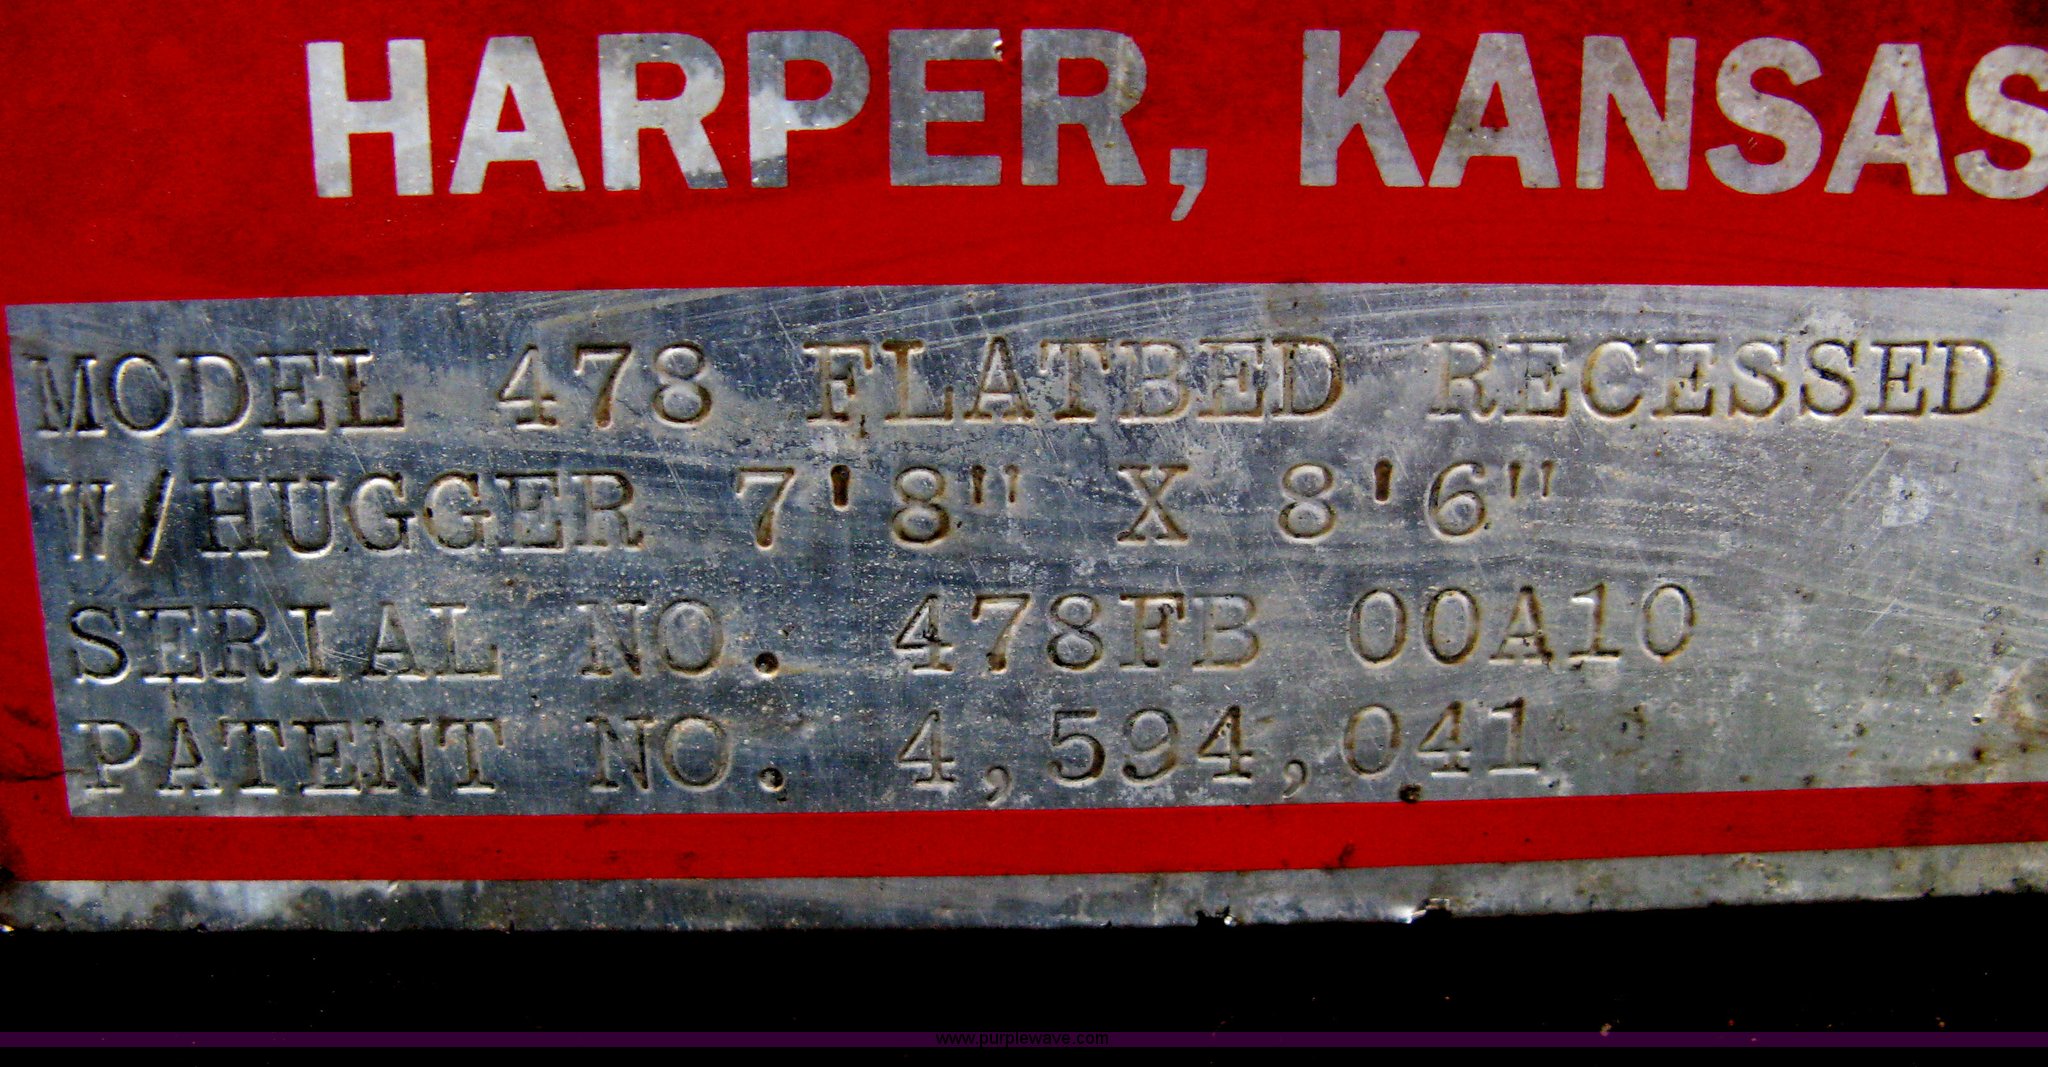 HARPER, KANSAS
MODEL 478 FLATBED RECESSED
W/HUGGER 7'8" X 8'6"
SERIAL NO. 478FB 00A10
PATENT NO. 4,594,041
www.purplewave.com